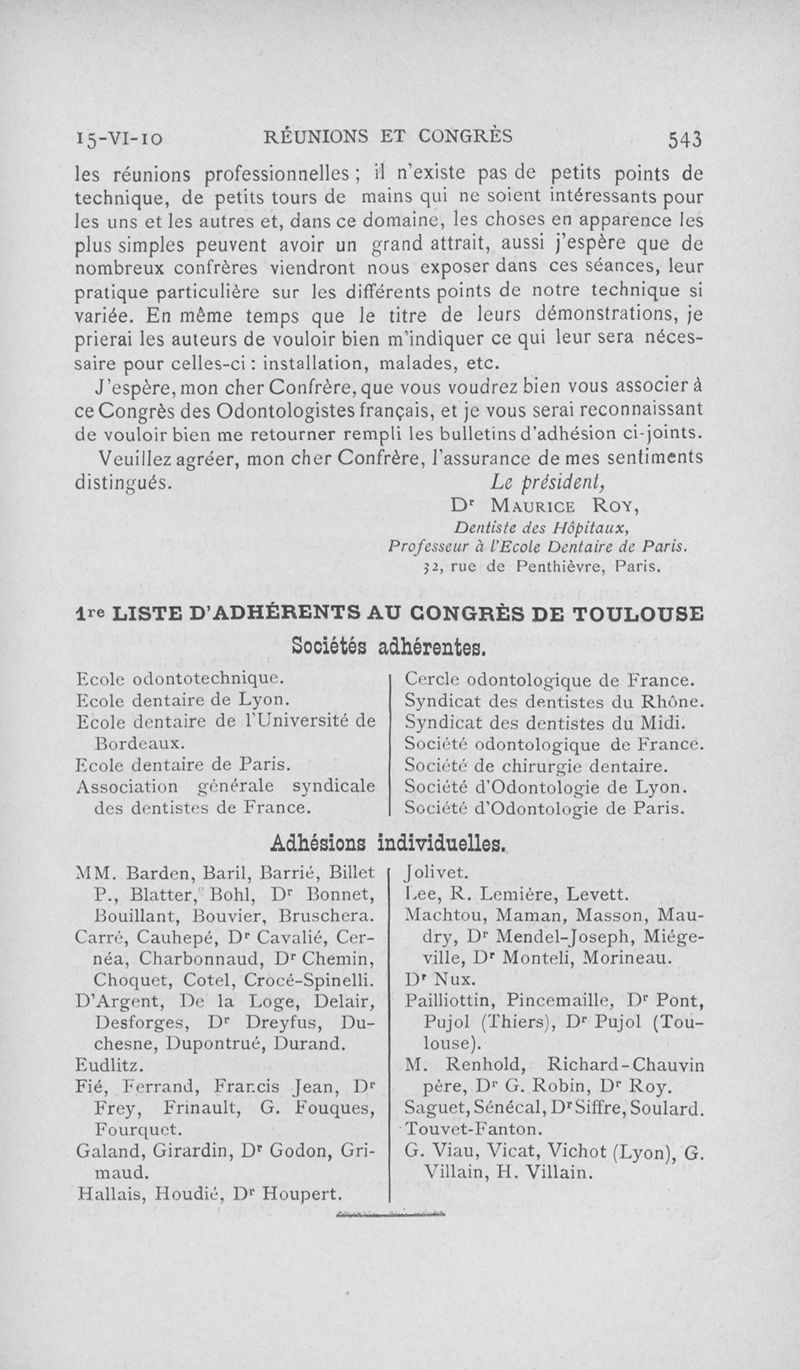 15-VI-10 RÉUNIONS ET CONGRÈS 543
les réunions professionnelles ; il n'existe pas de petits points de
technique, de petits tours de mains qui ne soient intéressants pour
les uns et les autres et, dans ce domaine, les choses en apparence les
plus simples peuvent avoir un grand attrait, aussi j'espère que de
nombreux confrères viendront nous exposer dans ces séances, leur
pratique particulière sur les différents points de notre technique si
variée. En même temps que le titre de leurs démonstrations, je
prierai les auteurs de vouloir bien m'indiquer ce qui leur sera néces-
saire pour celles-ci : installation, malades, etc.
J'espère, mon cher Confrère, que vous voudrez bien vous associer à
ce Congrès des Odontologistes français, et je vous serai reconnaissant
de vouloir bien me retourner rempli les bulletins d'adhésion ci-joints.
Veuillez agréer, mon cher Confrère, l'assurance de mes sentiments
distingués. Le président,
Dr MAURICE ROY,
Dentiste des Hôpitaux,
Professeur à l'Ecole Dentaire de Paris.
32, rue de Penthièvre, Paris.
1re LISTE D'ADHÉRENTS AU CONGRÈS DE TOULOUSE
Sociétés adhérentes.
Ecole odontotechnique.
Ecole dentaire de Lyon.
Ecole dentaire de l'Université de
Bordeaux.
Ecole dentaire de Paris.
Association générale syndicale
des dentistes de France.
Cercle odontologique de France.
Syndicat des dentistes du Rhône.
Syndicat des dentistes du Midi.
Société odontologique de France.
Société de chirurgie dentaire.
Société d'Odontologie de Lyon.
Société d'Odontologie de Paris.
Adhésions individuelles.
MM. Barden, Baril, Barrié, Billet
P., Blatter, Bohl, Dr Bonnet,
Bouillant, Bouvier, Bruschera.
Carré, Cauhepé, Dr Cavalié, Cer-
néa, Charbonnaud, Dr Chemin,
Choquet, Cotel, Crocé-Spinelli.
D'Argent, De la Loge, Delair,
Desforges, Dr Dreyfus, Du-
chesne, Dupontrué, Durand.
Eudlitz.
Fié, Ferrand, Francis Jean, Dr
Frey, Frinault, G. Fouques,
Fourquet.
Galand, Girardin, Dr Godon, Gri-
maud.
Hallais, Houdié, Dr Houpert.
Jolivet.
Lee, R. Lemière, Levett.
Machtou, Maman, Masson, Mau-
dry, Dr Mendel-Joseph, Miége-
ville, Dr Monteli, Morineau.
Dr Nux.
Pailliottin, Pincemaille, Dr Pont,
Pujol (Thiers), Dr Pujol (Tou-
louse).
M. Renhold, Richard-Chauvin
père, Dr G. Robin, Dr Roy.
Saguet, Sénécal, Dr Siffre, Soulard.
Touvet-Fanton.
G. Viau, Vicat, Vichot (Lyon), G.
Villain, H. Villain.